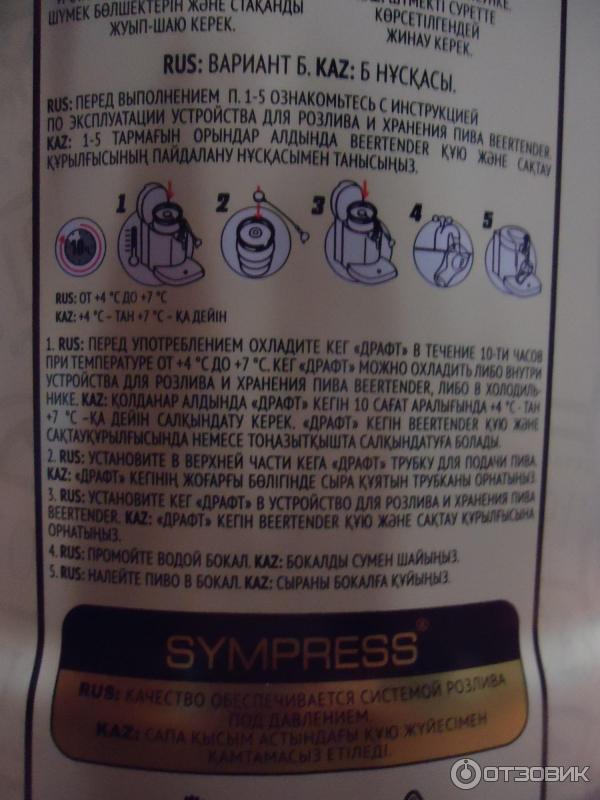 ШҮМЕК БӨЛШЕКТЕРІН ЖӘНЕ СТАҚАНДЫ
ЖУЫП-ШАЮ КЕРЕК.
ШҮМЕКТІ СУРЕТТЕ
КӨРСЕТІЛГЕНДЕЙ
ЖИНАУ КЕРЕК.
RUS: ВАРИАНТ Б. KAZ: Б НҰСҚАСЫ.
RUS: ПЕРЕД ВЫПОЛНЕНИЕМ П. 1-5 ОЗНАКОМЬТЕСЬ С ИНСТРУКЦИЕЙ
ПО ЭКСПЛУАТАЦИИ УСТРОЙСТВА ДЛЯ РОЗЛИВА И ХРАНЕНИЯ ПИВА BEERTENDER.
KAZ: 1-5 ТАРМАҒЫН ОРЫНДАР АЛДЫНДА BEERTENDER ҚҰЮ ЖӘНЕ САҚТАУ
ҚҰРЫЛҒЫСЫНЫҢ ПАЙДАЛАНУ НҰСҚАСЫМЕН ТАНЫСЫҢЫЗ.
1 2 3 4 5
RUS: ОТ +4 °C ДО +7 °C
KAZ: +4 °C – ТАН +7 °C – ҚА ДЕЙІН
1. RUS: ПЕРЕД УПОТРЕБЛЕНИЕМ ОХЛАДИТЕ КЕГ «ДРАФТ» В ТЕЧЕНИЕ 10-ТИ ЧАСОВ
ПРИ ТЕМПЕРАТУРЕ ОТ +4 °C ДО +7 °C. КЕГ «ДРАФТ» МОЖНО ОХЛАДИТЬ ЛИБО ВНУТРИ
УСТРОЙСТВА ДЛЯ РОЗЛИВА И ХРАНЕНИЯ ПИВА BEERTENDER, ЛИБО В ХОЛОДИЛЬ-
НИКЕ. KAZ: ҚОЛДАНАР АЛДЫНДА «ДРАФТ» КЕГІН 10 САҒАТ АРАЛЫҒЫНДА +4 °C - ТАН
+7 °C –ҚА ДЕЙІН САЛҚЫНДАТУ КЕРЕК. «ДРАФТ» КЕГІН BEERTENDER ҚҰЮ ЖӘНЕ
САҚТАУҚҰРЫЛҒЫСЫНДА НЕМЕСЕ ТОҢАЗЫТҚЫШТА САЛҚЫНДАТУҒА БОЛАДЫ.
2. RUS: УСТАНОВИТЕ В ВЕРХНЕЙ ЧАСТИ КЕГА «ДРАФТ» ТРУБКУ ДЛЯ ПОДАЧИ ПИВА.
KAZ: «ДРАФТ» КЕГІНІҢ ЖОҒАРҒЫ БӨЛІГІНДЕ СЫРА ҚҰЯТЫН ТРУБКАНЫ ОРНАТЫҢЫЗ.
3. RUS: УСТАНОВИТЕ КЕГ «ДРАФТ» В УСТРОЙСТВО ДЛЯ РОЗЛИВА И ХРАНЕНИЯ ПИВА
BEERTENDER. KAZ: «ДРАФТ» КЕГІН BEERTENDER ҚҰЮ ЖӘНЕ САҚТАУ ҚҰРЫЛҒЫСЫНА
ОРНАТЫҢЫЗ.
4. RUS: ПРОМОЙТЕ ВОДОЙ БОКАЛ. KAZ: БОКАЛДЫ СУМЕН ШАЙЫҢЫЗ.
5. RUS: НАЛЕЙТЕ ПИВО В БОКАЛ. KAZ: СЫРАНЫ БОКАЛҒА ҚҰЙЫҢЫЗ.
SYMPRESS®
RUS: КАЧЕСТВО ОБЕСПЕЧИВАЕТСЯ СИСТЕМОЙ РОЗЛИВА
ПОД ДАВЛЕНИЕМ.
KAZ: САПА ҚЫСЫМ АСТЫНДАҒЫ ҚҰЮ ЖҮЙЕСІМЕН
ҚАМТАМАСЫЗ ЕТІЛЕДІ.
ОТЗОВИК